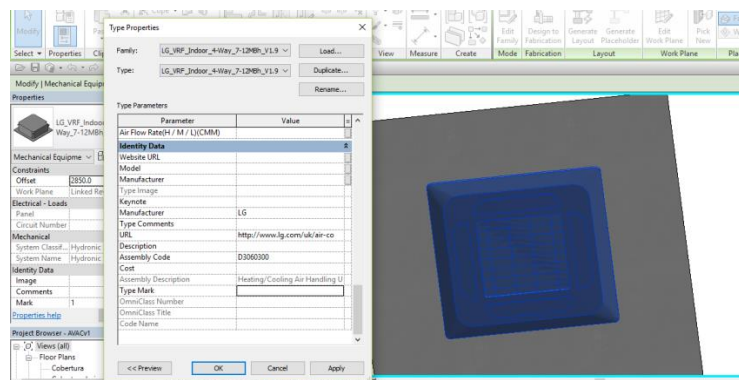 Type Properties
Modify
Select ▾ Properties
View Measure Create Mode Fabrication Layout Work Plane
Edit Family
Design to Fabrication
Generate Layout
Generate Placeholder
Edit Work Plane
Pick New
Modify | Mechanical Equip
Properties
LG_VRF_Indoor
Way_7-12MBh
Mechanical Equipme
Constraints
Offset 2850.0
Work Plane Linked Re
Electrical - Loads
Panel
Circuit Number
Mechanical
System Classif... Hydronic
System Name Hydronic
Identity Data
Image
Comments
Mark 1
Properties help
Project Browser - AVACv1
Views (all)
Floor Plans
Cobertura
Family: LG_VRF_Indoor_4-Way_7-12MBh_V1.9 Load...
Type: LG_VRF_Indoor_4-Way_7-12MBh_V1.9 Duplicate...
Rename...
Type Parameters
Parameter Value =
Air Flow Rate(H / M / L)(CMM)
Identity Data
Website URL
Model
Manufacturer
Type Image
Keynote
Manufacturer LG
Type Comments
URL http://www.lg.com/uk/air-co
Description
Assembly Code D3060300
Cost
Assembly Description Heating/Cooling Air Handling U
Type Mark
OmniClass Number
OmniClass Title
Code Name
<< Preview OK Cancel Apply